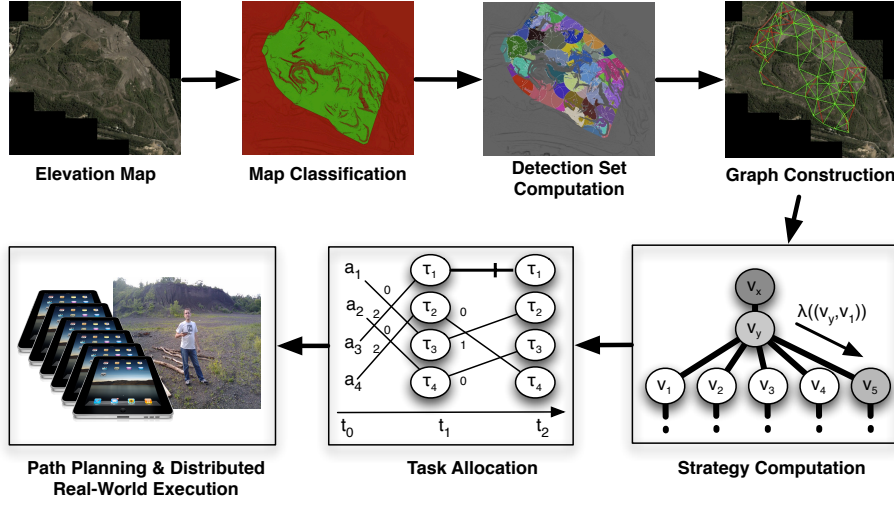 Elevation Map
Map Classification
Detection Set
Computation
Graph Construction
a1
a2
a3
a4
0
2
0
2
τ1
τ2
τ3
τ4
0
1
0
τ1
τ2
τ3
τ4
t0
t1
t2
vx
vy
λ((vy,v1))
v1
v2
v3
v4
v5
Path Planning & Distributed
Real-World Execution
Task Allocation
Strategy Computation